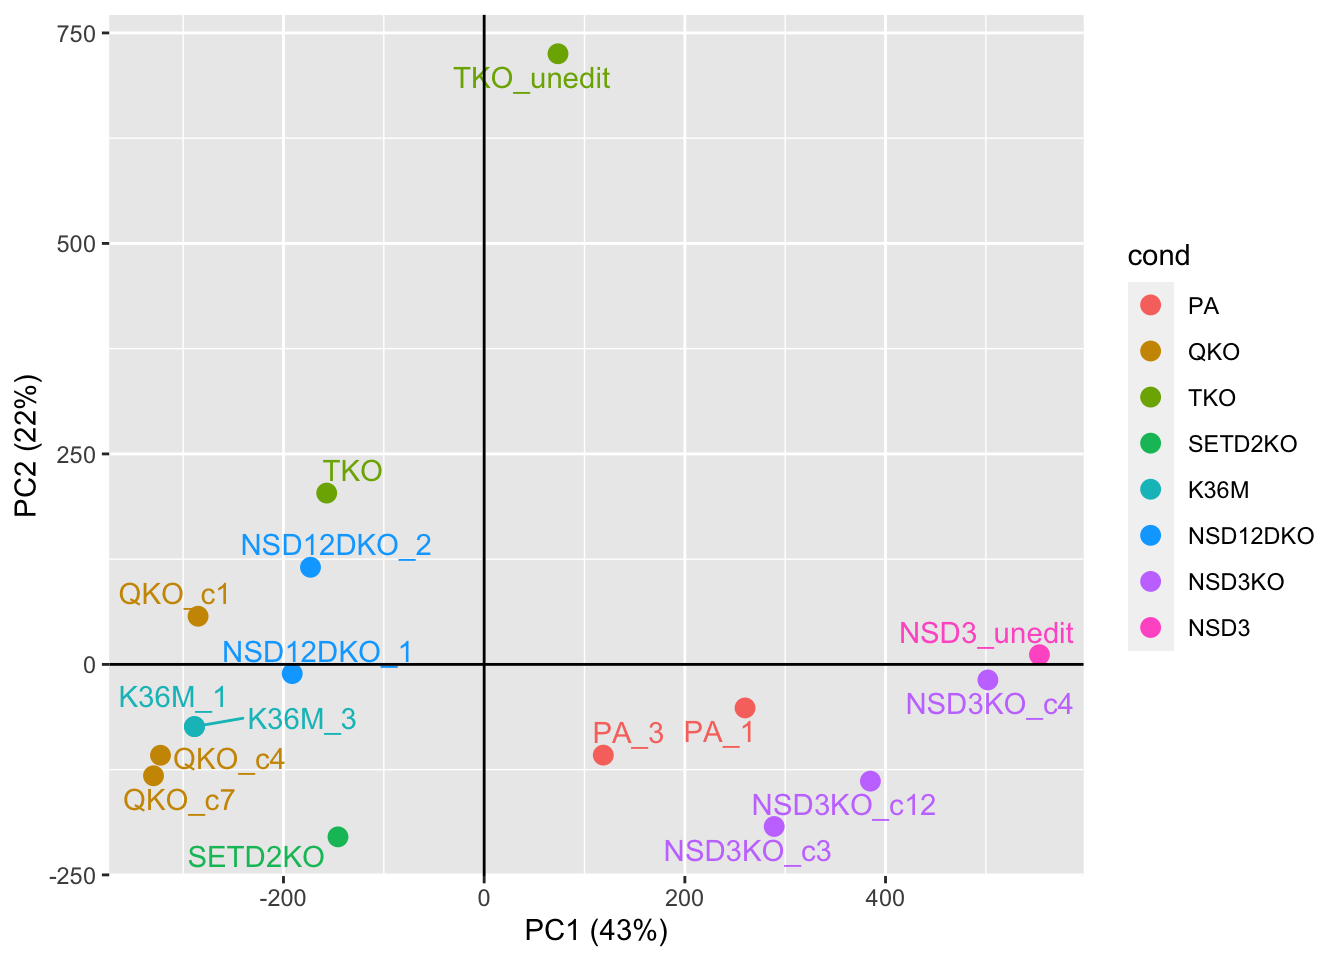 750
TKO_unedit
500
cond
PA
QKO
TKO
SETD2KO
K36M
NSD12DKO
NSD3KO
NSD3
PC2 (22%)
250
TKO
NSD12DKO_2
QKO_c1
NSD3_unedit
NSD12DKO_1
0
K36M_1
K36M_3
NSD3KO_c4
PA_3
PA_1
QKO_c4
QKO_c7
NSD3KO_c12
NSD3KO_c3
SETD2KO
-250
-200
0
200
400
PC1 (43%)